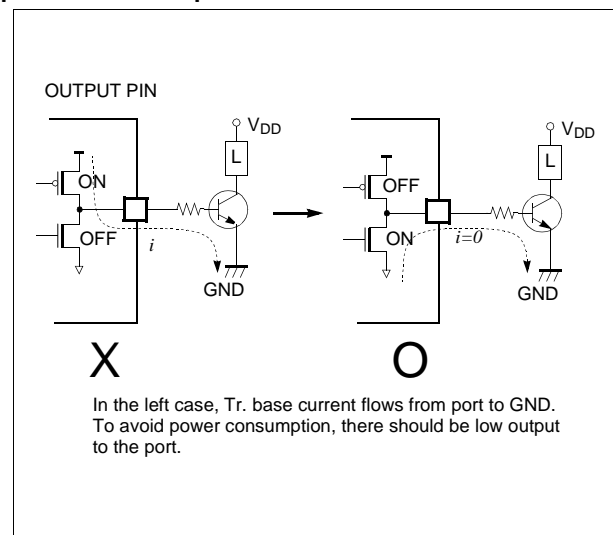 OUTPUT PIN
ON
OFF
i
VDD
L
GND
OFF
ON
i=0
VDD
L
GND
X
O
In the left case, Tr. base current flows from port to GND.
To avoid power consumption, there should be low output
to the port.